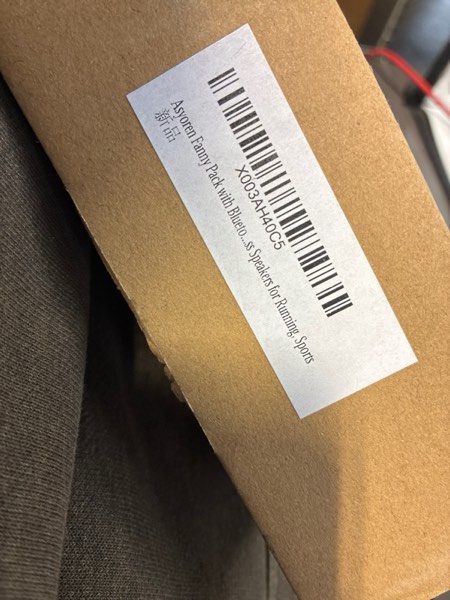 X003AH40C5
Asyoren Fanny Pack with Blueto...ss Speakers for Running, Sports
新品